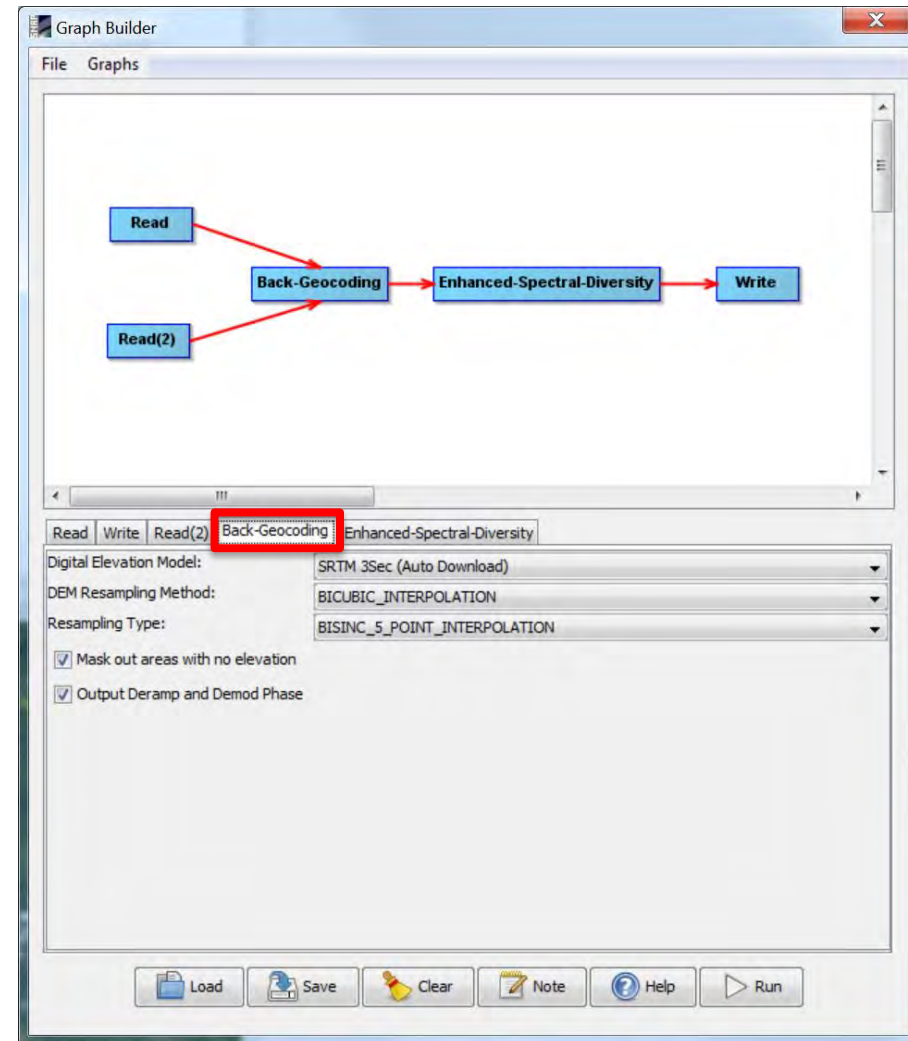 Graph Builder
File Graphs
Read
Back-Geocoding
Enhanced-Spectral-Diversity
Write
Read(2)
Read Write Read(2) Back-Geocoding Enhanced-Spectral-Diversity
Digital Elevation Model: SRTM 3Sec (Auto Download)
DEM Resampling Method: BICUBIC_INTERPOLATION
Resampling Type: BISINC_5_POINT_INTERPOLATION
Mask out areas with no elevation
Output Deramp and Demod Phase
Load Save Clear Note Help Run